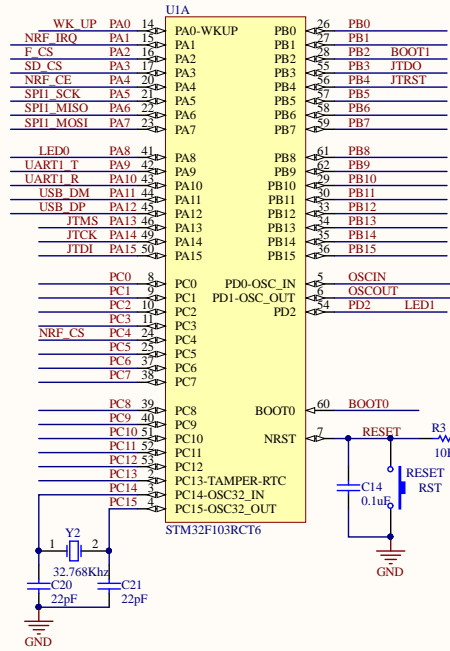 U1A
WK_UP PA0 14 PA0-WKUP PB0 26 PB0
NRF_IRQ PA1 15 PA1 PB1 27 PB1
F_CS PA2 16 PA2 PB2 28 PB2 BOOT1
SD_CS PA3 17 PA3 PB3 55 PB3 JTDO
NRF_CE PA4 20 PA4 PB4 56 PB4 JTRST
SPI1_SCK PA5 21 PA5 PB5 57 PB5
SPI1_MISO PA6 22 PA6 PB6 58 PB6
SPI1_MOSI PA7 23 PA7 PB7 59 PB7
LED0 PA8 41 PA8 PB8 61 PB8
UART1_T PA9 42 PA9 PB9 62 PB9
UART1_R PA10 43 PA10 PB10 29 PB10
USB_DM PA11 44 PA11 PB11 30 PB11
USB_DP PA12 45 PA12 PB12 33 PB12
JTMS PA13 46 PA13 PB13 34 PB13
JTCK PA14 49 PA14 PB14 35 PB14
JTDI PA15 50 PA15 PB15 36 PB15
PC0 8 PC0 PD0-OSC_IN 5 OSCIN
PC1 9 PC1 PD1-OSC_OUT 6 OSCOUT
PC2 10 PC2 PD2 54 PD2 LED1
PC3 11 PC3
NRF_CS PC4 24 PC4
PC5 25 PC5
PC6 37 PC6
PC7 38 PC7
PC8 39 PC8 BOOT0 60 BOOT0
PC9 40 PC9
PC10 51 PC10 NRST 7 RESET R3
PC11 52 PC11
PC12 53 PC12
PC13 2 PC13-TAMPER-RTC
PC14 3 PC14-OSC32_IN
PC15 4 PC15-OSC32_OUT
STM32F103RCT6
C14
0.1uF
RESET
RST
GND
1 Y2 2
32.768Khz
C20
22pF
C21
22pF
GND